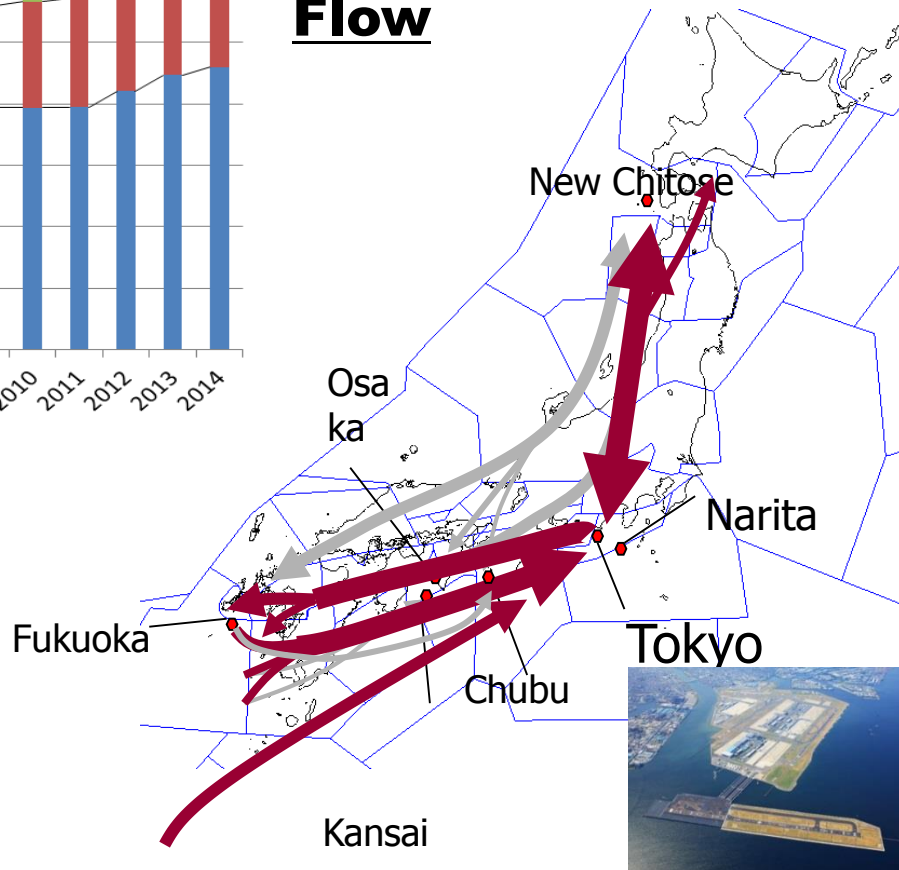 Flow
2010
2011
2012
2013
2014
New Chitose
Osa
ka
Narita
Fukuoka
Tokyo
Chubu
Kansai